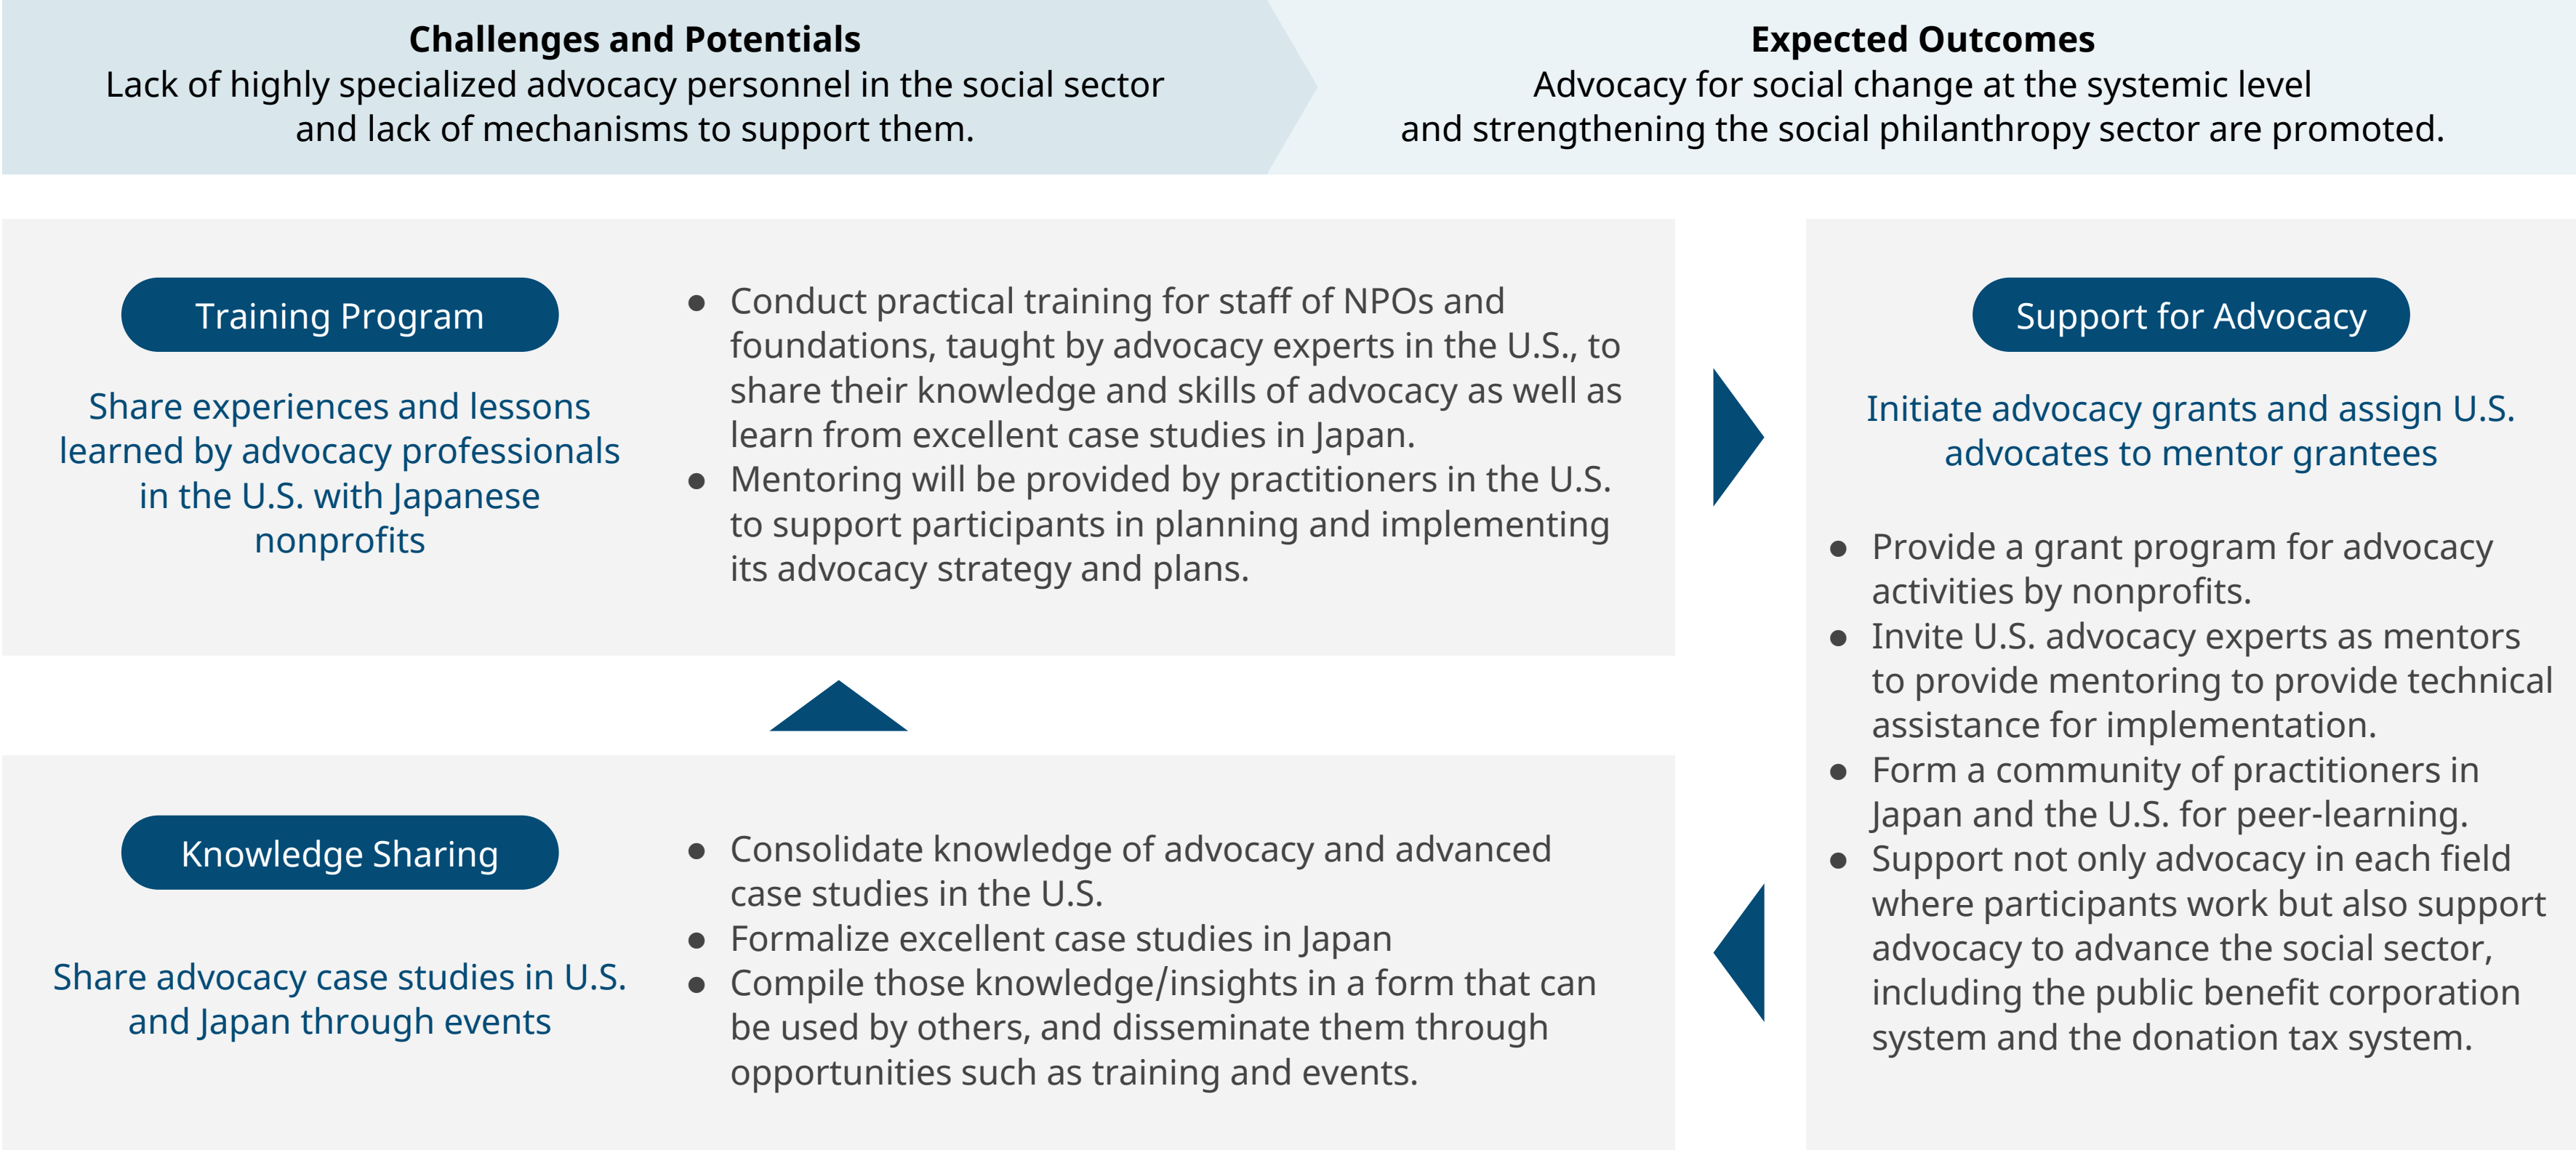 Challenges and Potentials
Lack of highly specialized advocacy personnel in the social sector
and lack of mechanisms to support them.
Expected Outcomes
Advocacy for social change at the systemic level
and strengthening the social philanthropy sector are promoted.
Training Program
Share experiences and lessons
learned by advocacy professionals
in the U.S. with Japanese
nonprofits
● Conduct practical training for staff of NPOs and
foundations, taught by advocacy experts in the U.S., to
share their knowledge and skills of advocacy as well as
learn from excellent case studies in Japan.
● Mentoring will be provided by practitioners in the U.S.
to support participants in planning and implementing
its advocacy strategy and plans.
Knowledge Sharing
Share advocacy case studies in U.S.
and Japan through events
● Consolidate knowledge of advocacy and advanced
case studies in the U.S.
● Formalize excellent case studies in Japan
● Compile those knowledge/insights in a form that can
be used by others, and disseminate them through
opportunities such as training and events.
Support for Advocacy
Initiate advocacy grants and assign U.S.
advocates to mentor grantees
● Provide a grant program for advocacy
activities by nonprofits.
● Invite U.S. advocacy experts as mentors
to provide mentoring to provide technical
assistance for implementation.
● Form a community of practitioners in
Japan and the U.S. for peer-learning.
● Support not only advocacy in each field
where participants work but also support
advocacy to advance the social sector,
including the public benefit corporation
system and the donation tax system.